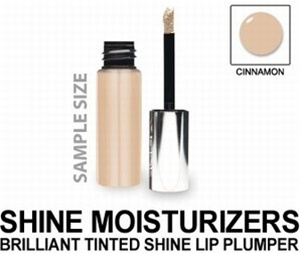 CINNAMON
SAMPLE SIZE
SHINE MOISTURIZERS
BRILLIANT TINTED SHINE LIP PLUMPER